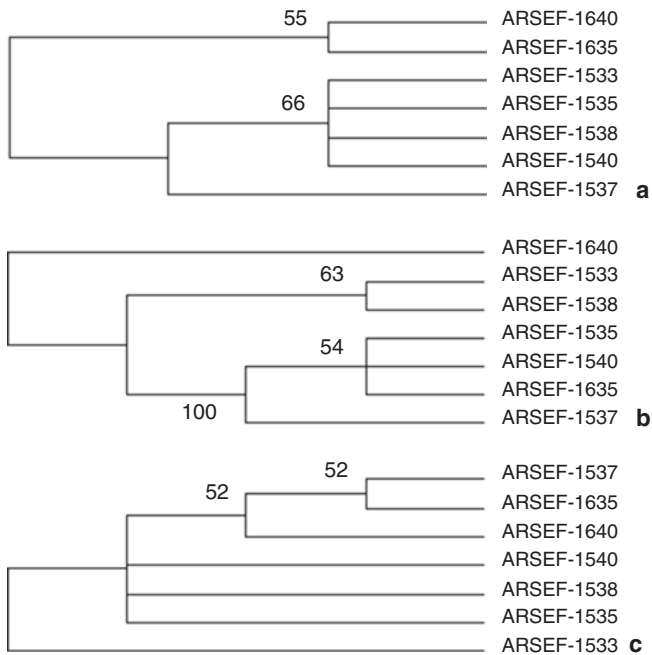 55
ARSEF-1640
ARSEF-1635
ARSEF-1533
66
ARSEF-1535
ARSEF-1538
ARSEF-1540
ARSEF-1537 a
ARSEF-1640
63
ARSEF-1533
ARSEF-1538
ARSEF-1535
54
ARSEF-1540
ARSEF-1635
100
ARSEF-1537 b
52
ARSEF-1537
52
ARSEF-1635
ARSEF-1640
ARSEF-1540
ARSEF-1538
ARSEF-1535
ARSEF-1533 c